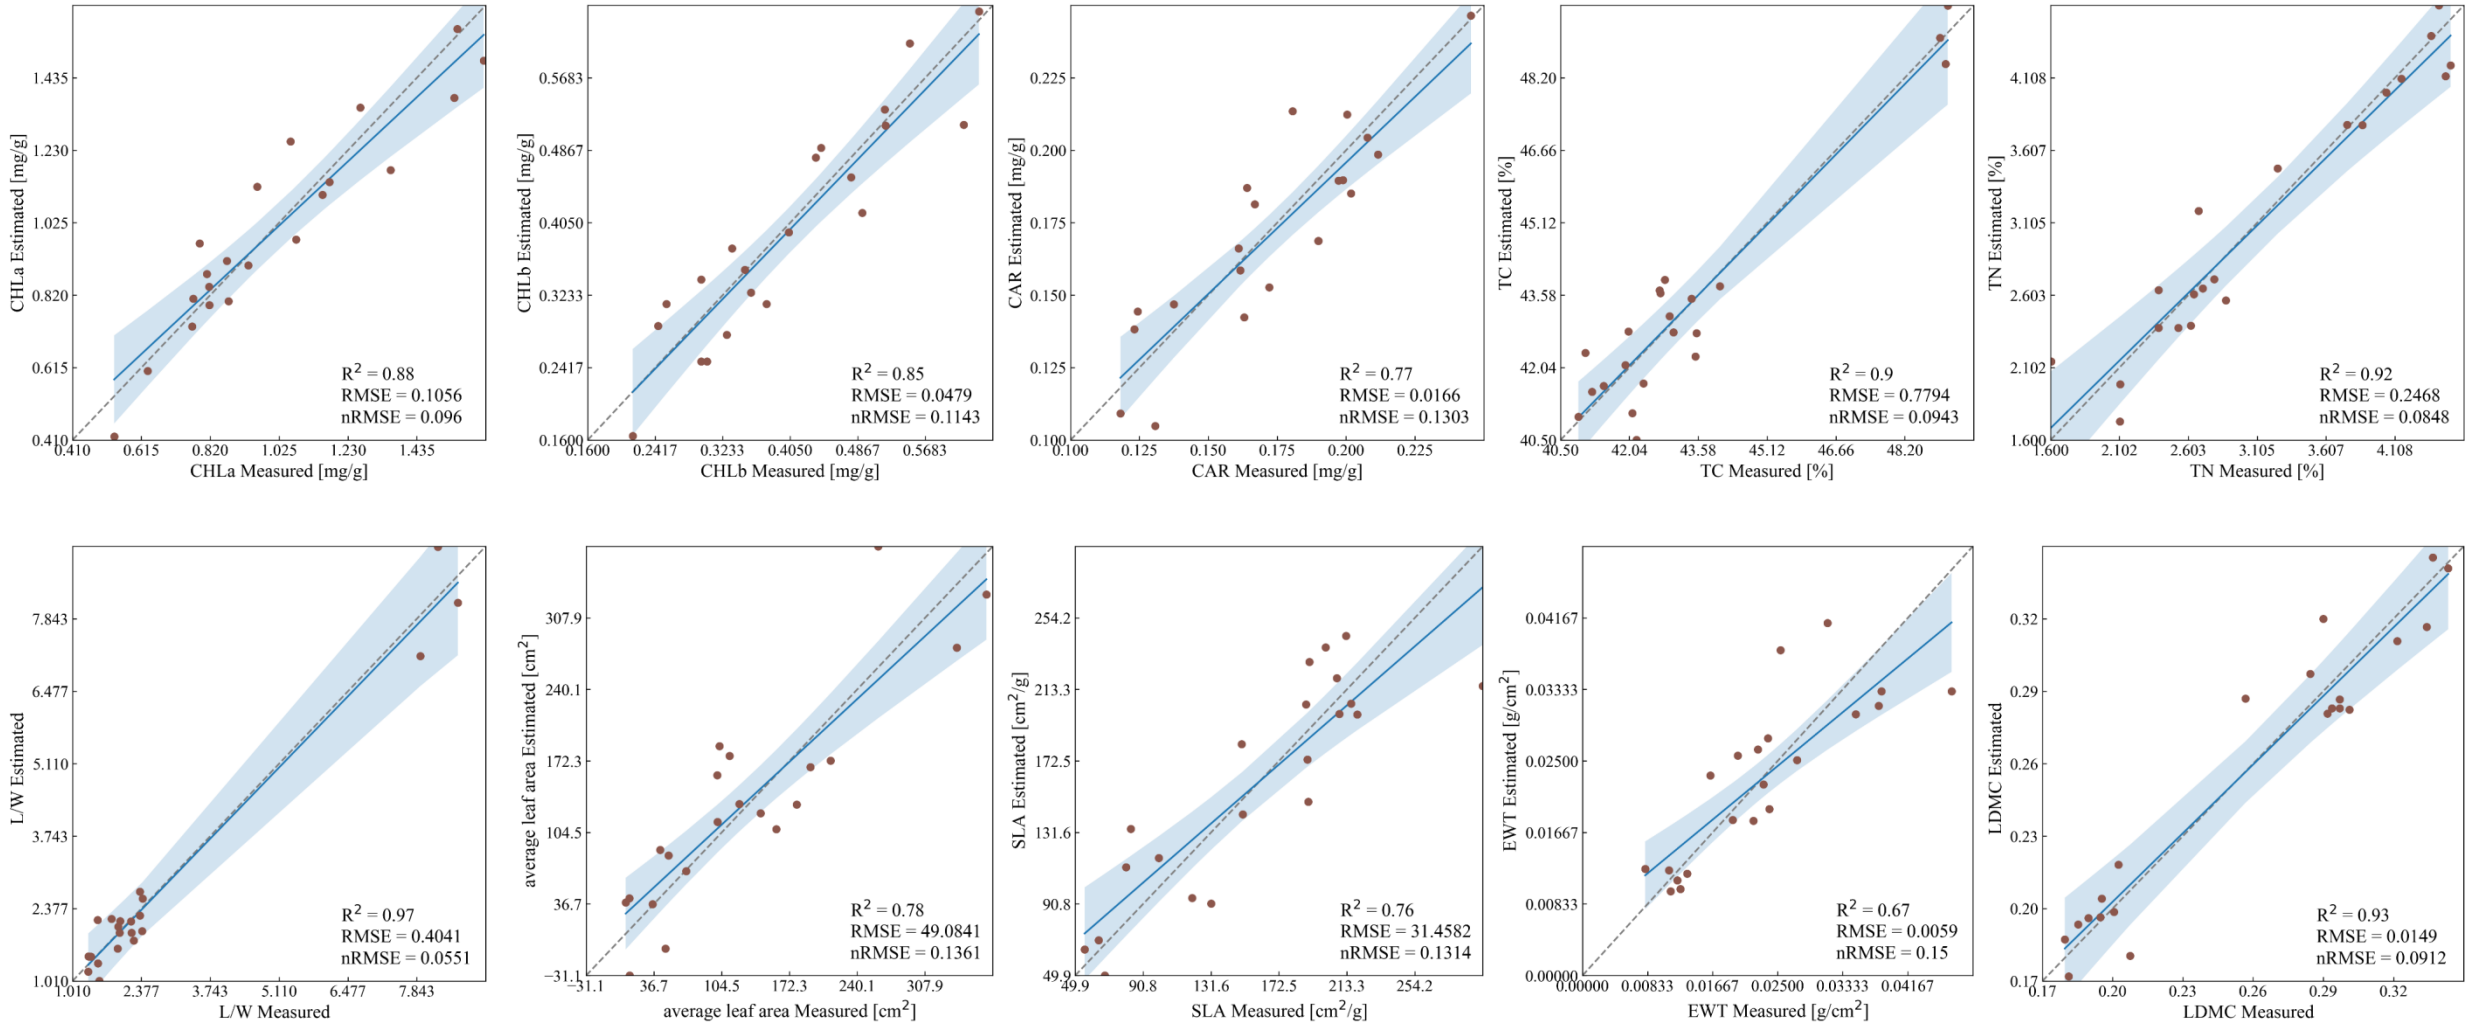 CHLa Estimated [mg/g]
1.435
1.230
1.025
0.820
0.615
0.410
R² = 0.88
RMSE = 0.1056
nRMSE = 0.096
0.410 0.615 0.820 1.025 1.230 1.435
CHLa Measured [mg/g]
CHLb Estimated [mg/g]
0.5683
0.4867
0.4050
0.3233
0.2417
0.1600
R² = 0.85
RMSE = 0.0479
nRMSE = 0.1143
0.1600 0.2417 0.3233 0.4050 0.4867 0.5683
CHLb Measured [mg/g]
CAR Estimated [mg/g]
0.225
0.200
0.175
0.150
0.125
0.100
R² = 0.77
RMSE = 0.0166
nRMSE = 0.1303
0.100 0.125 0.150 0.175 0.200 0.225
CAR Measured [mg/g]
TC Estimated [%]
48.20
46.66
45.12
43.58
42.04
40.50
R² = 0.9
RMSE = 0.7794
nRMSE = 0.0943
40.50 42.04 43.58 45.12 46.66 48.20
TC Measured [%]
TN Estimated [%]
4.108
3.607
3.105
2.603
2.102
1.600
R² = 0.92
RMSE = 0.2468
nRMSE = 0.0848
1.600 2.102 2.603 3.105 3.607 4.108
TN Measured [%]
L/W Estimated
7.843
6.477
5.110
3.743
2.377
1.010
R² = 0.97
RMSE = 0.4041
nRMSE = 0.0551
1.010 2.377 3.743 5.110 6.477 7.843
L/W Measured
average leaf area Estimated [cm²]
307.9
240.1
172.3
104.5
36.7
−31.1
R² = 0.78
RMSE = 49.0841
nRMSE = 0.1361
−31.1 36.7 104.5 172.3 240.1 307.9
average leaf area Measured [cm²]
SLA Estimated [cm²/g]
254.2
213.3
172.5
131.6
90.8
49.9
R² = 0.76
RMSE = 31.4582
nRMSE = 0.1314
49.9 90.8 131.6 172.5 213.3 254.2
SLA Measured [cm²/g]
EWT Estimated [g/cm²]
0.04167
0.03333
0.02500
0.01667
0.00833
0.00000
R² = 0.67
RMSE = 0.0059
nRMSE = 0.15
0.00000 0.00833 0.01667 0.02500 0.03333 0.04167
EWT Measured [g/cm²]
LDMC Estimated
0.32
0.29
0.26
0.23
0.20
0.17
R² = 0.93
RMSE = 0.0149
nRMSE = 0.0912
0.17 0.20 0.23 0.26 0.29 0.32
LDMC Measured